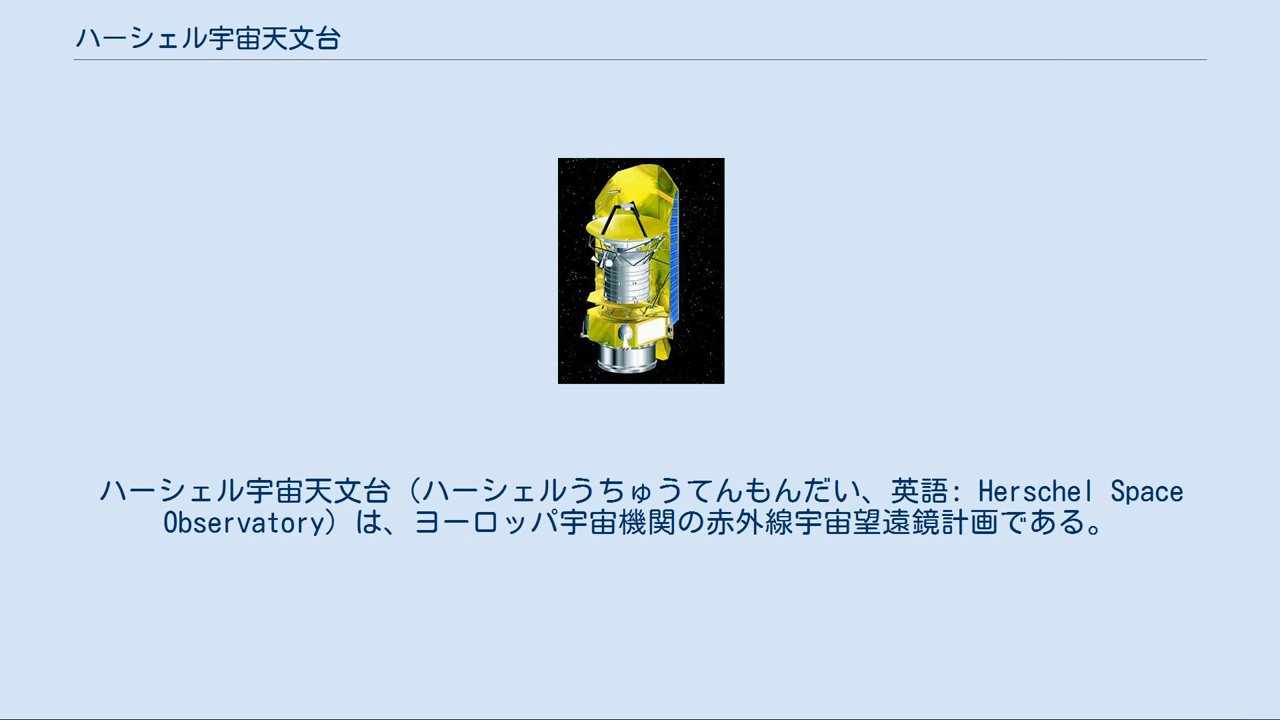 ハーシェル宇宙天文台
ハーシェル宇宙天文台（ハーシェルうちゅうてんもんだい、英語: Herschel Space
Observatory）は、ヨーロッパ宇宙機関の赤外線宇宙望遠鏡計画である。